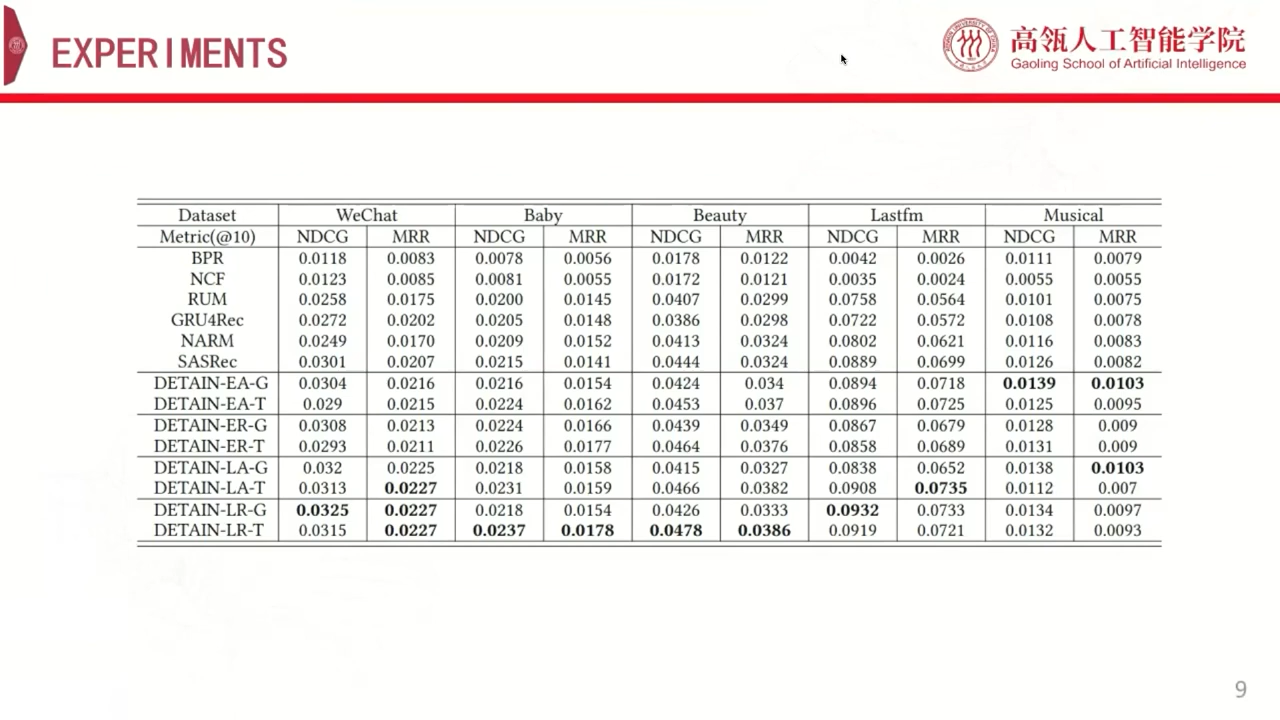 EXPERIMENTS
高瓴人工智能学院
Gaoling School of Artificial Intelligence
Dataset WeChat Baby Beauty Lastfm Musical
Metric(@10) NDCG MRR NDCG MRR NDCG MRR NDCG MRR NDCG MRR
BPR 0.0118 0.0083 0.0078 0.0056 0.0178 0.0122 0.0042 0.0026 0.0111 0.0079
NCF 0.0123 0.0085 0.0081 0.0055 0.0172 0.0121 0.0035 0.0024 0.0055 0.0055
RUM 0.0258 0.0175 0.0200 0.0145 0.0407 0.0299 0.0758 0.0564 0.0101 0.0075
GRU4Rec 0.0272 0.0202 0.0205 0.0148 0.0386 0.0298 0.0722 0.0572 0.0108 0.0078
NARM 0.0249 0.0170 0.0209 0.0152 0.0413 0.0324 0.0802 0.0621 0.0116 0.0083
SASRec 0.0301 0.0207 0.0215 0.0141 0.0444 0.0324 0.0889 0.0699 0.0126 0.0082
DETAIN-EA-G 0.0304 0.0216 0.0216 0.0154 0.0424 0.034 0.0894 0.0718 0.0139 0.0103
DETAIN-EA-T 0.029 0.0215 0.0224 0.0162 0.0453 0.037 0.0896 0.0725 0.0125 0.0095
DETAIN-ER-G 0.0308 0.0213 0.0224 0.0166 0.0439 0.0349 0.0867 0.0679 0.0128 0.009
DETAIN-ER-T 0.0293 0.0211 0.0226 0.0177 0.0464 0.0376 0.0858 0.0689 0.0131 0.009
DETAIN-LA-G 0.032 0.0225 0.0218 0.0158 0.0415 0.0327 0.0838 0.0652 0.0138 0.0103
DETAIN-LA-T 0.0313 0.0227 0.0231 0.0159 0.0466 0.0382 0.0908 0.0735 0.0112 0.007
DETAIN-LR-G 0.0325 0.0227 0.0218 0.0154 0.0426 0.0333 0.0932 0.0733 0.0134 0.0097
DETAIN-LR-T 0.0315 0.0227 0.0237 0.0178 0.0478 0.0386 0.0919 0.0721 0.0132 0.0093
9